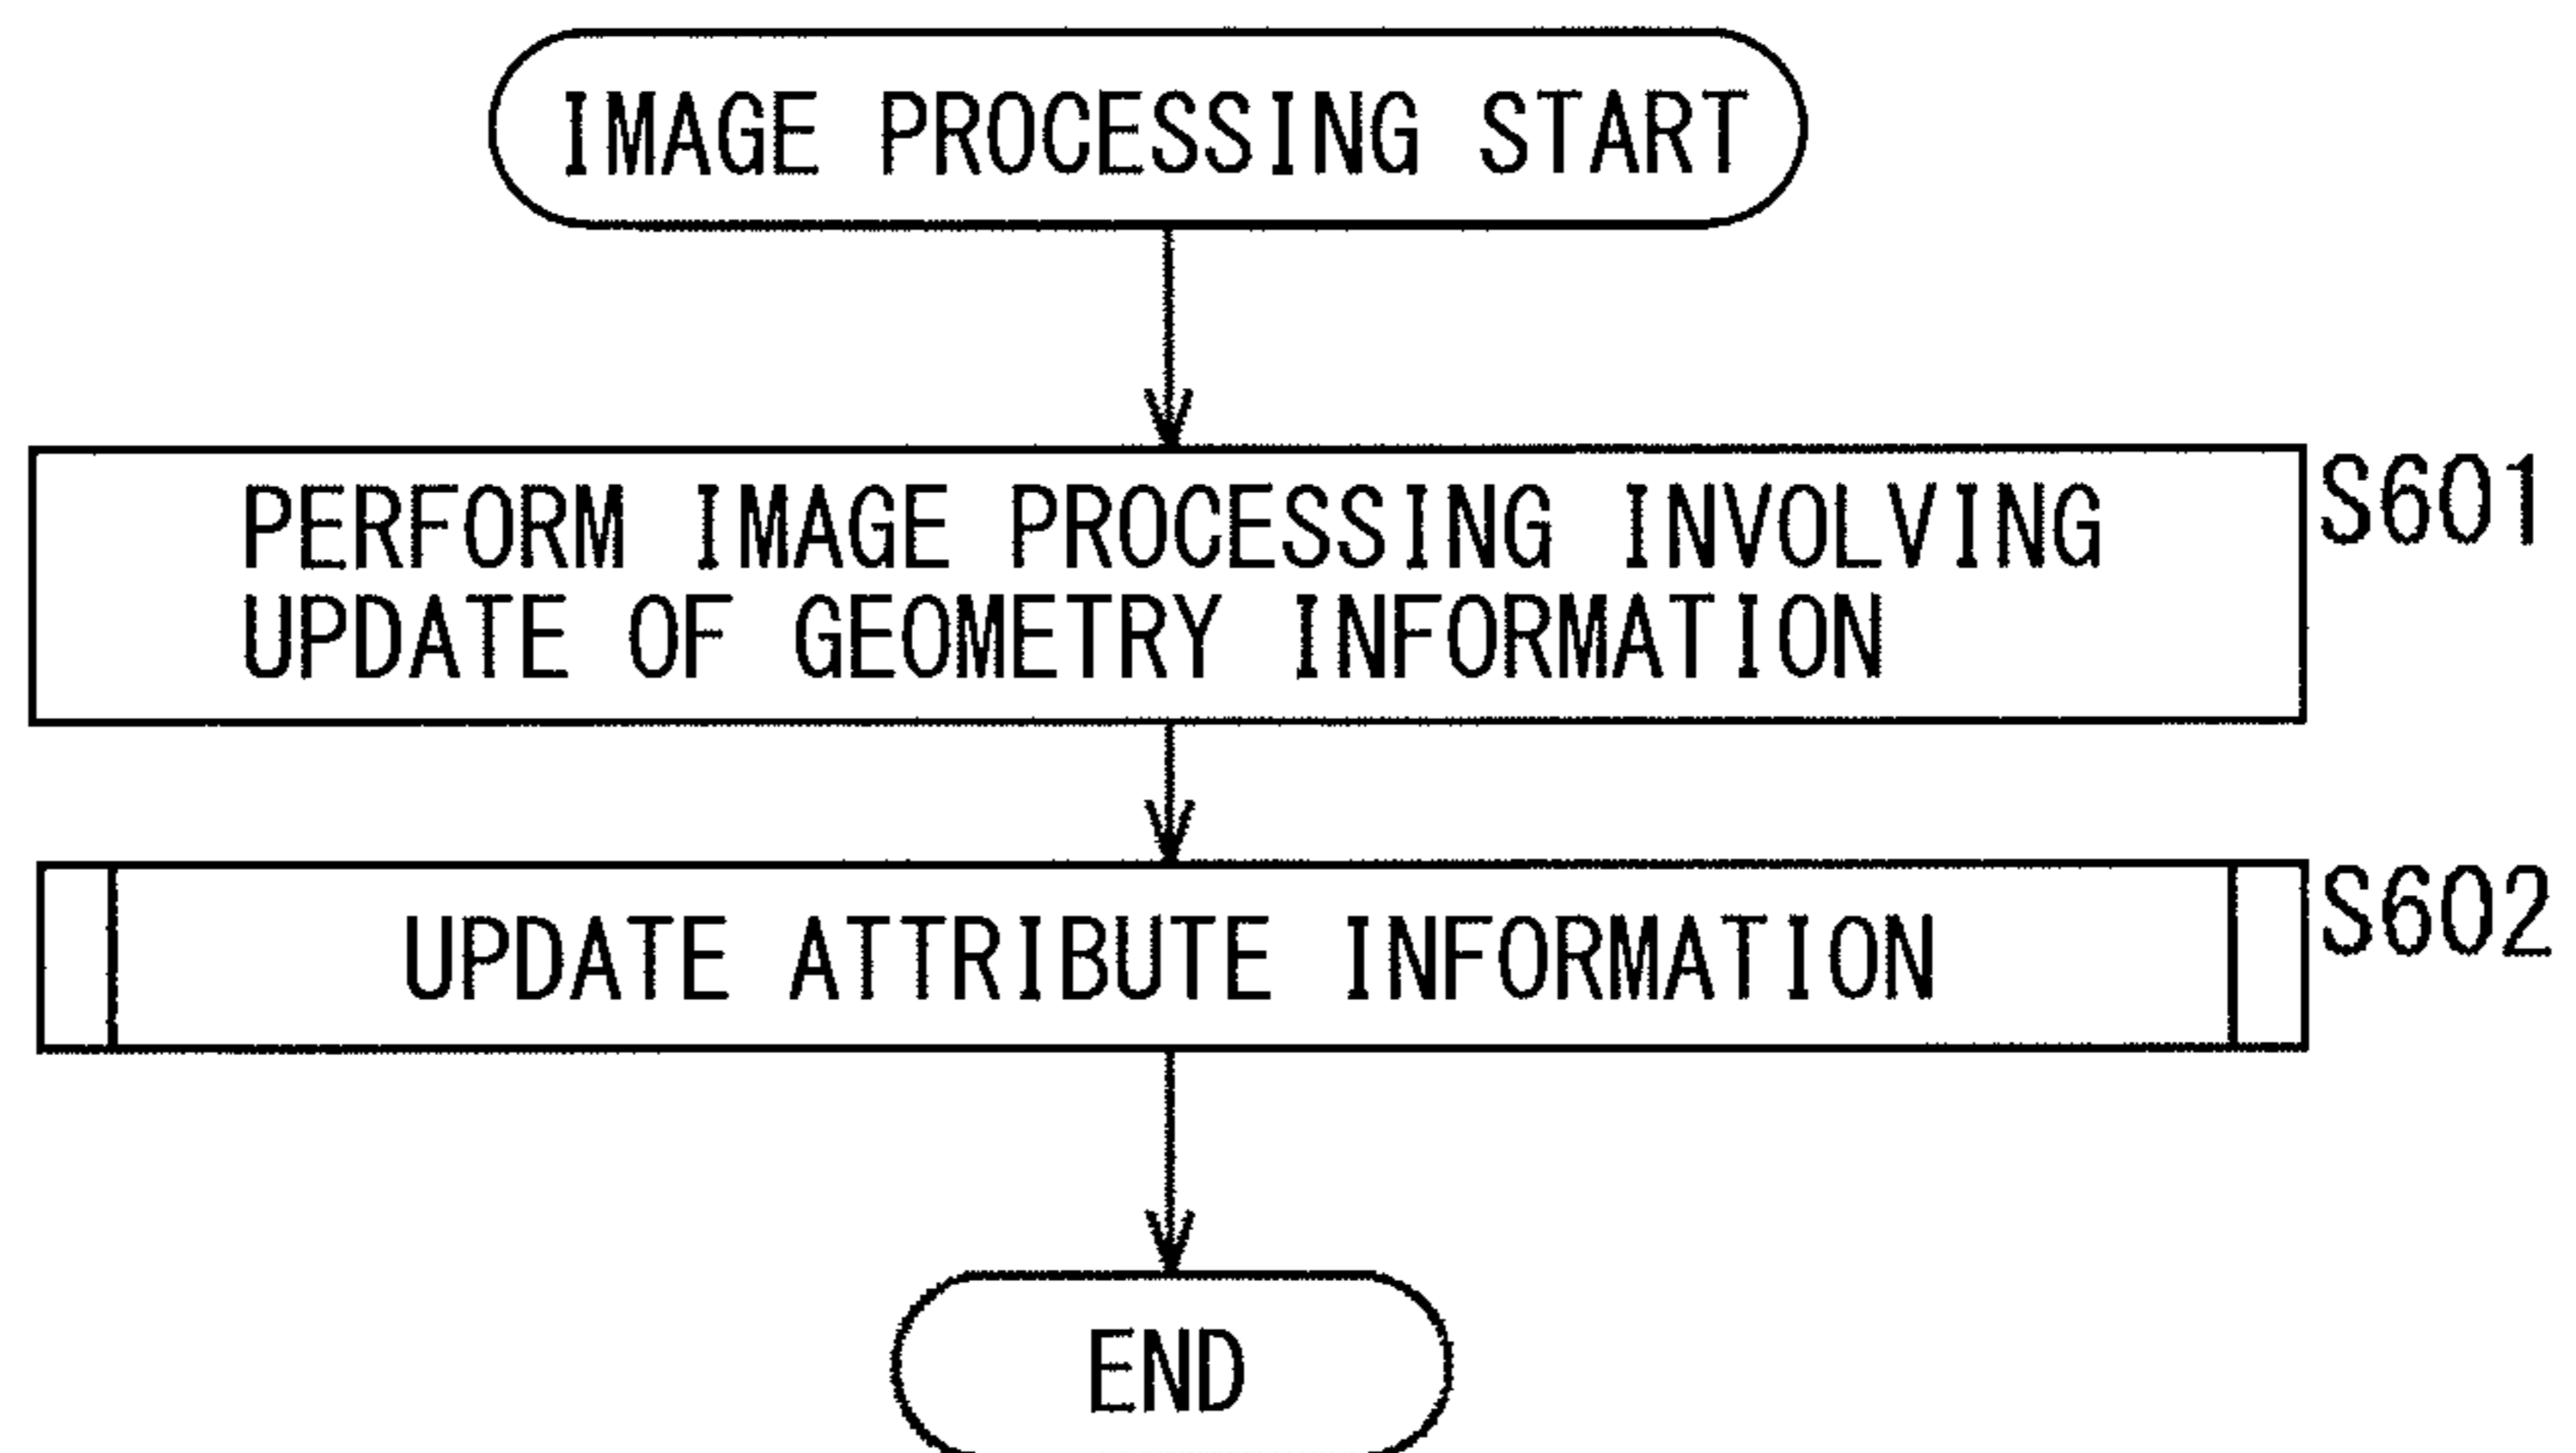 IMAGE PROCESSING START
PERFORM IMAGE PROCESSING INVOLVING
UPDATE OF GEOMETRY INFORMATION
S601
UPDATE ATTRIBUTE INFORMATION
S602
END